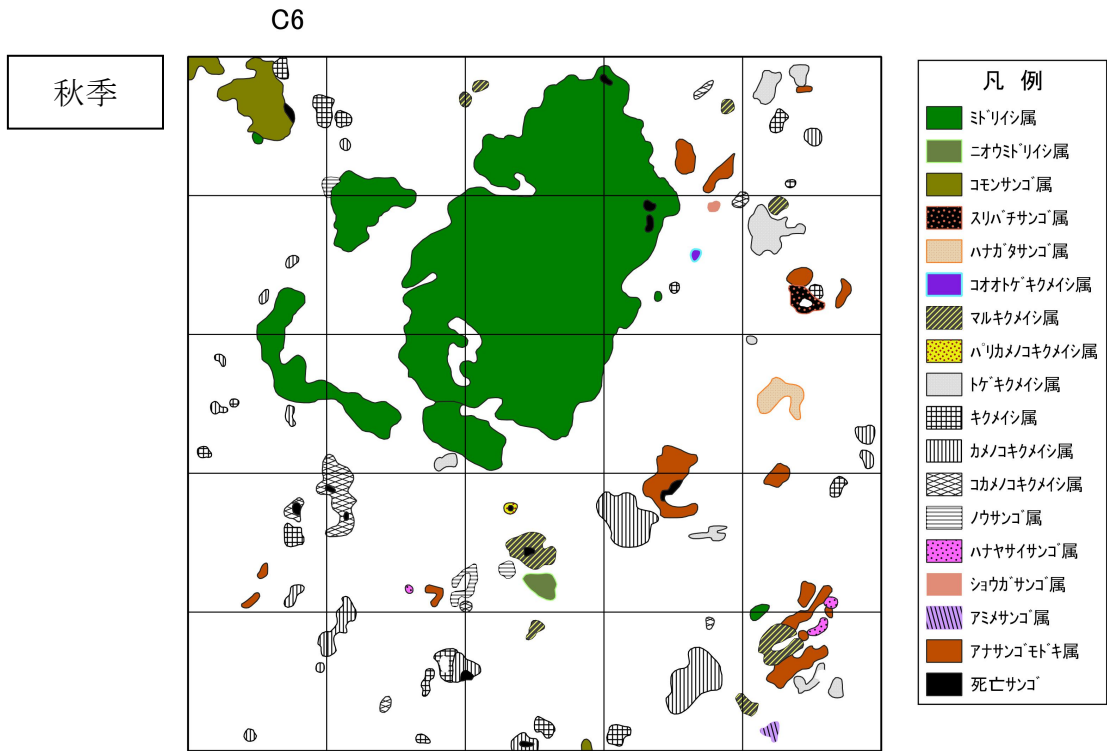 C6
秋季
凡 例
ミドリイシ属
ニオウミドリイシ属
コモンサンゴ属
スリバチサンゴ属
ハナガタサンゴ属
コオオトゲキクメイシ属
マルキクメイシ属
パリカメノコキクメイシ属
トゲキクメイシ属
キクメイシ属
カメノコキクメイシ属
コカメノコキクメイシ属
ノウサンゴ属
ハナヤサイサンゴ属
ショウガサンゴ属
アミメサンゴ属
アナサンゴモドキ属
死亡サンゴ